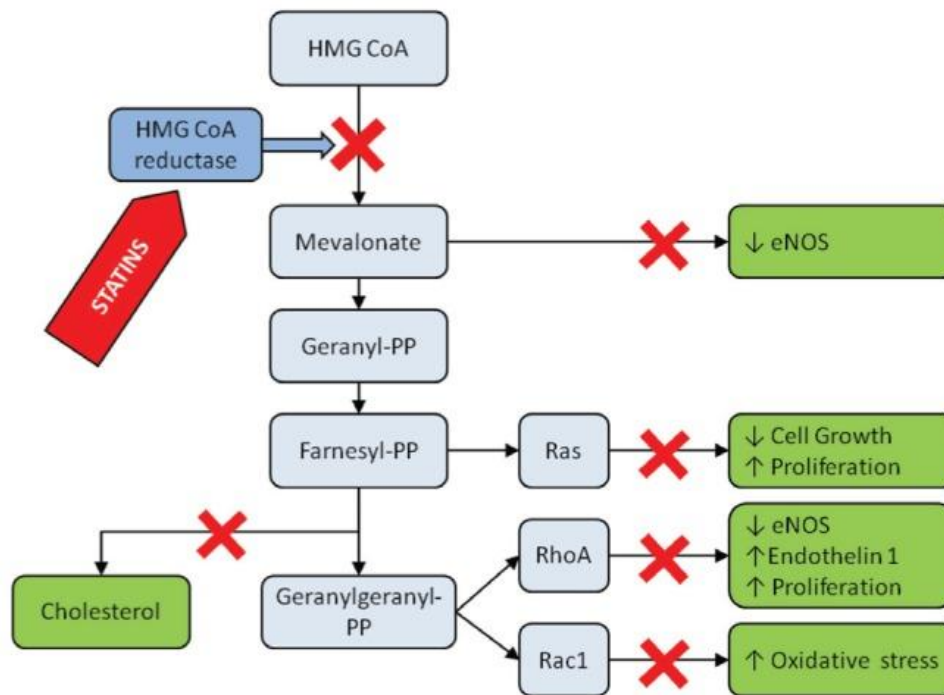 HMG CoA
HMG CoA
reductase
STATINS
Mevalonate
↓ eNOS
Geranyl-PP
Farnesyl-PP
Ras
↓ Cell Growth
↑ Proliferation
RhoA
↓ eNOS
↑Endothelin 1
↑ Proliferation
Cholesterol
Geranylgeranyl-
PP
Rac1
↑ Oxidative stress